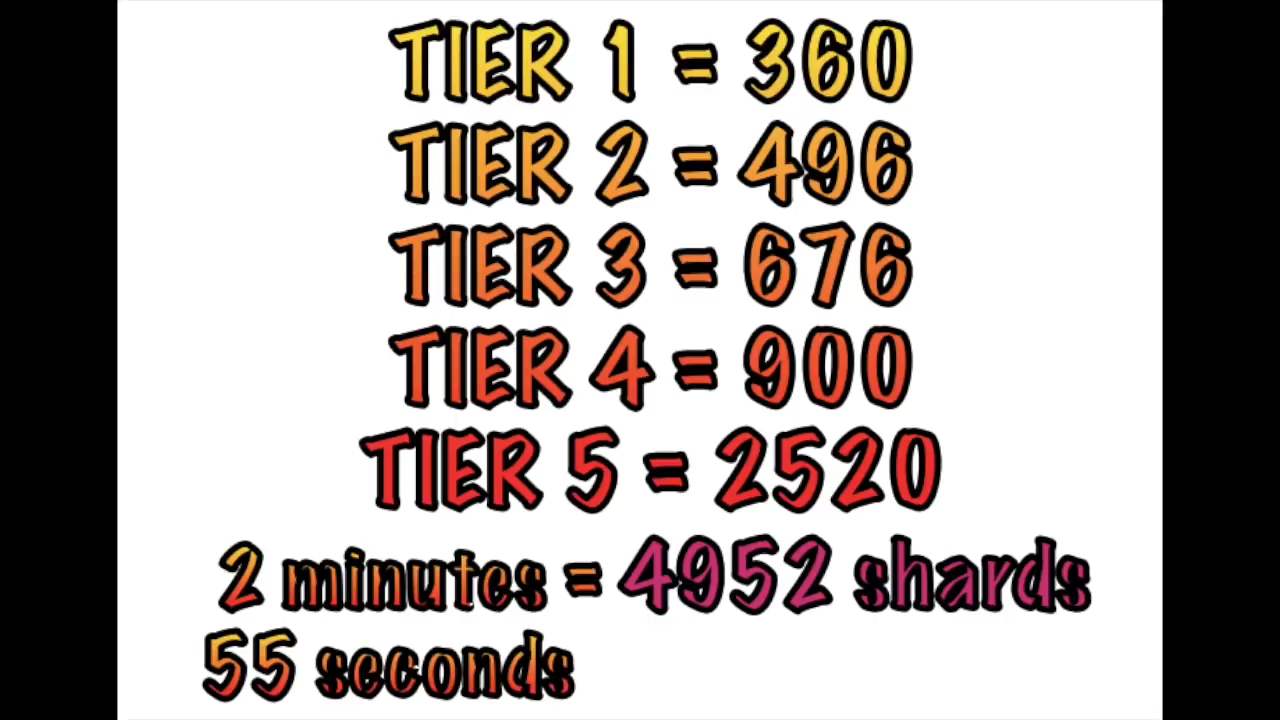 TIER 1 = 360
TIER 2 = 496
TIER 3 = 676
TIER 4 = 900
TIER 5 = 2520
2 minutes = 4952 shards
55 seconds